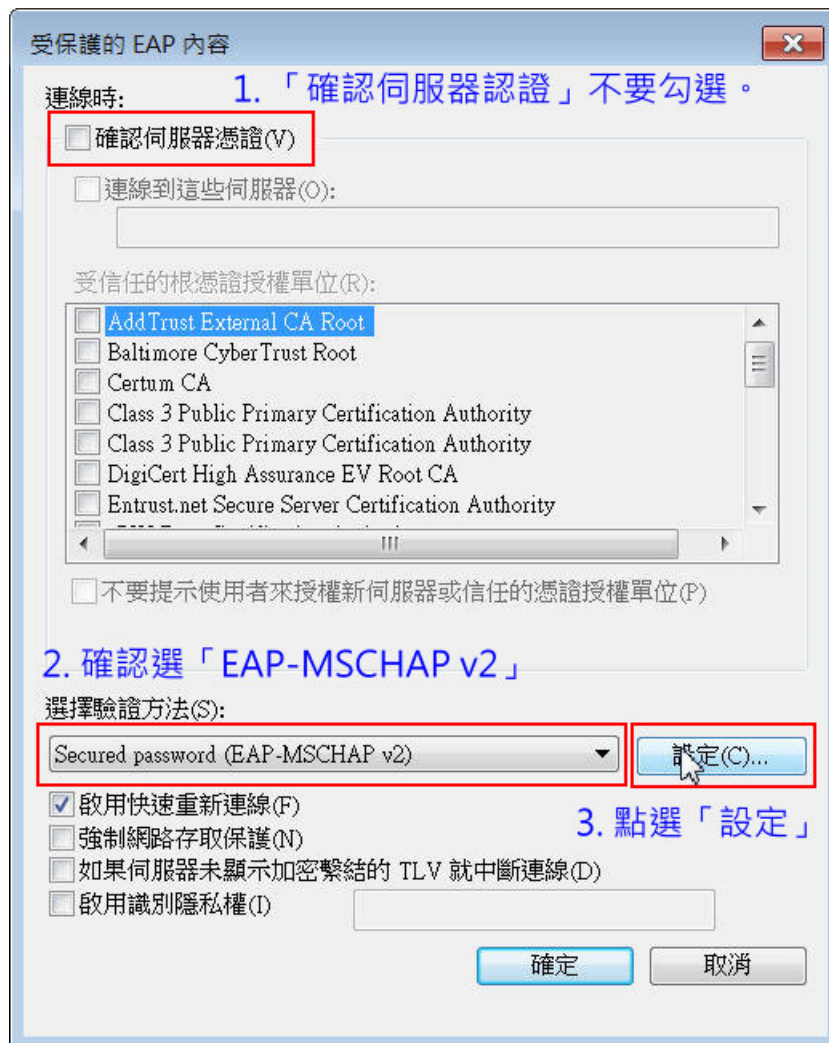 受保護的 EAP 內容
1. 「確認伺服器認證」不要勾選。
連線時:
確認伺服器憑證(V)
連線到這些伺服器(O):
受信任的根憑證授權單位(R):
AddTrust External CA Root
Baltimore CyberTrust Root
Certum CA
Class 3 Public Primary Certification Authority
Class 3 Public Primary Certification Authority
DigiCert High Assurance EV Root CA
Entrust.net Secure Server Certification Authority
不要提示使用者來授權新伺服器或信任的憑證授權單位(P)
2. 確認選「EAP-MSCHAP v2」
選擇驗證方法(S):
Secured password (EAP-MSCHAP v2)
設定(C)...
啟用快速重新連線(F)
3. 點選「設定」
強制網路存取保護(N)
如果伺服器未顯示加密繫結的 TLV 就中斷連線(D)
啟用識別隱私權(I)
確定
取消